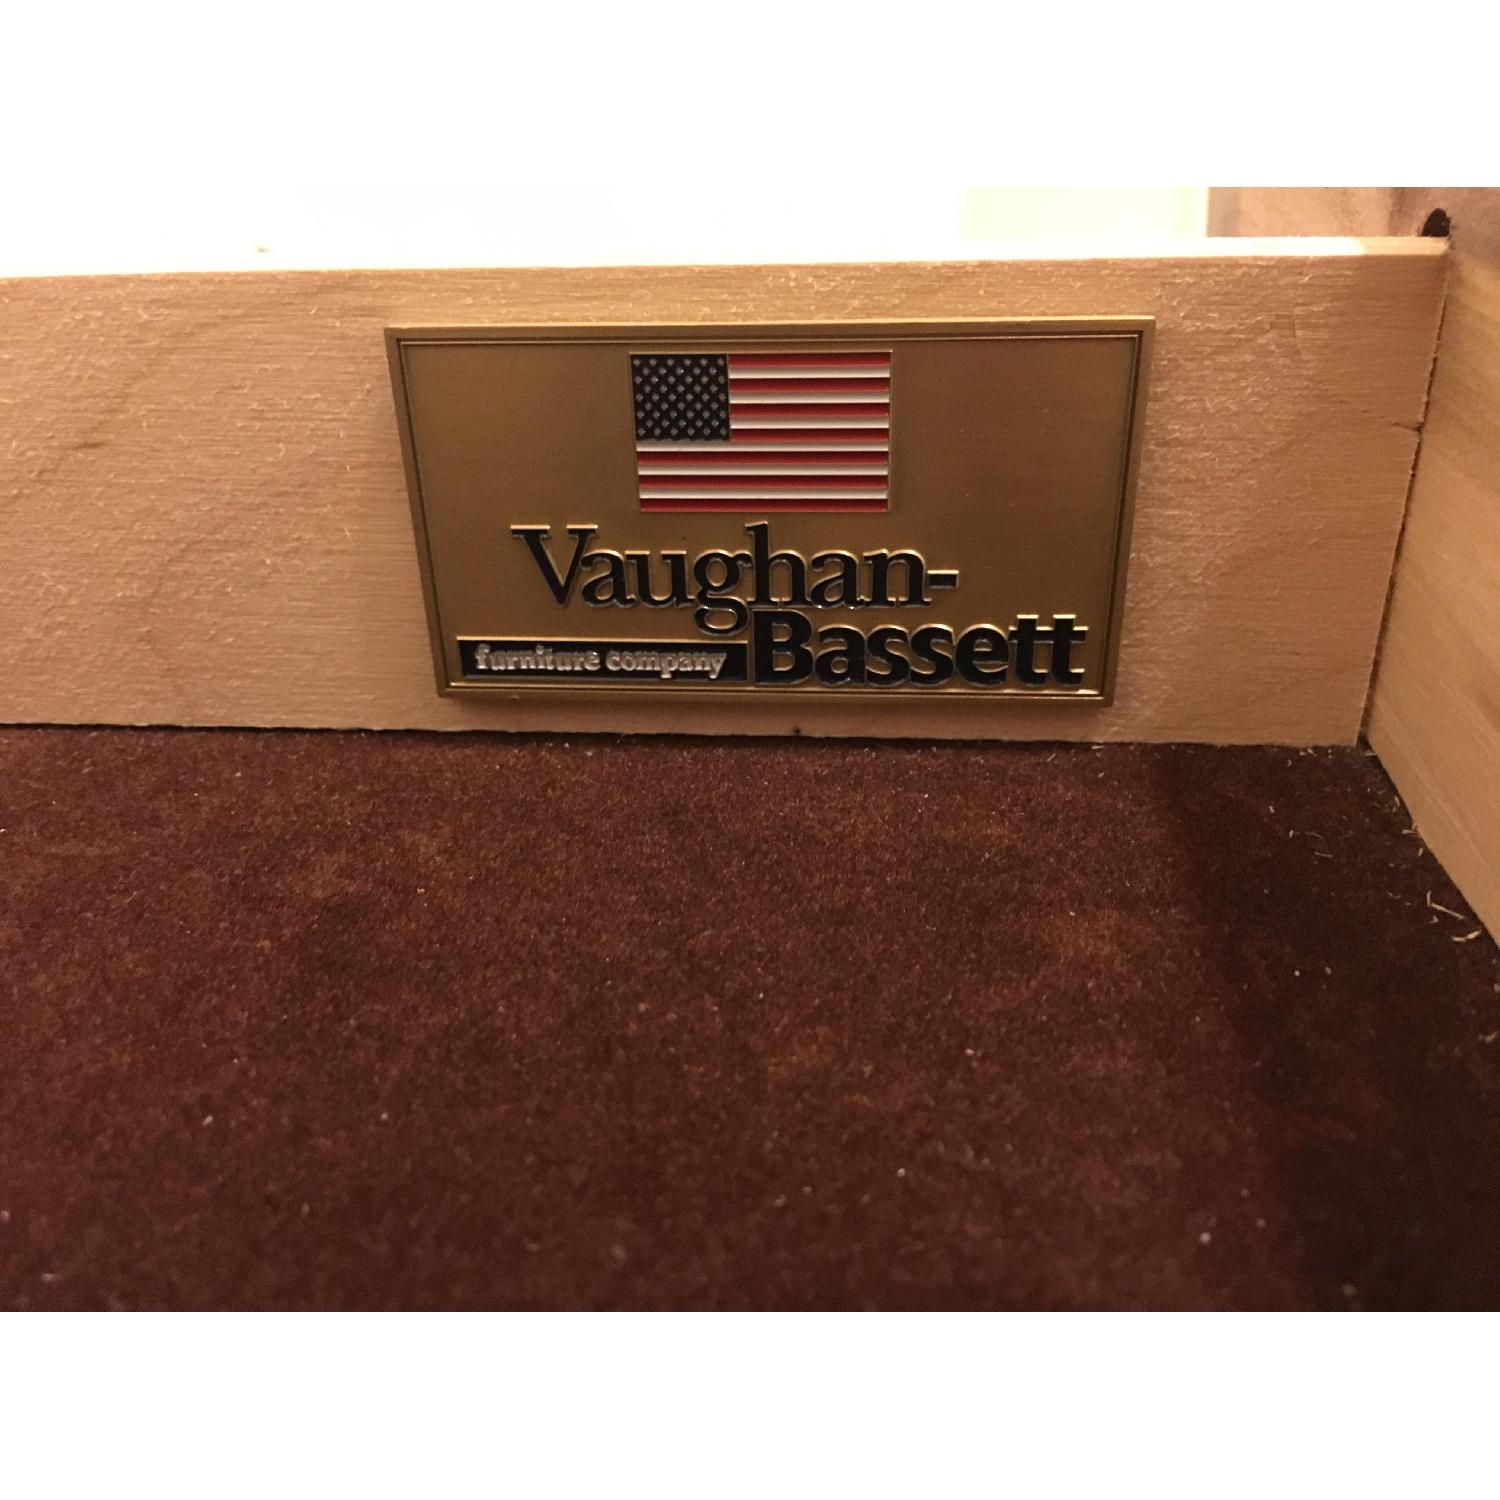 Vaughan-
Bassett
furniture company